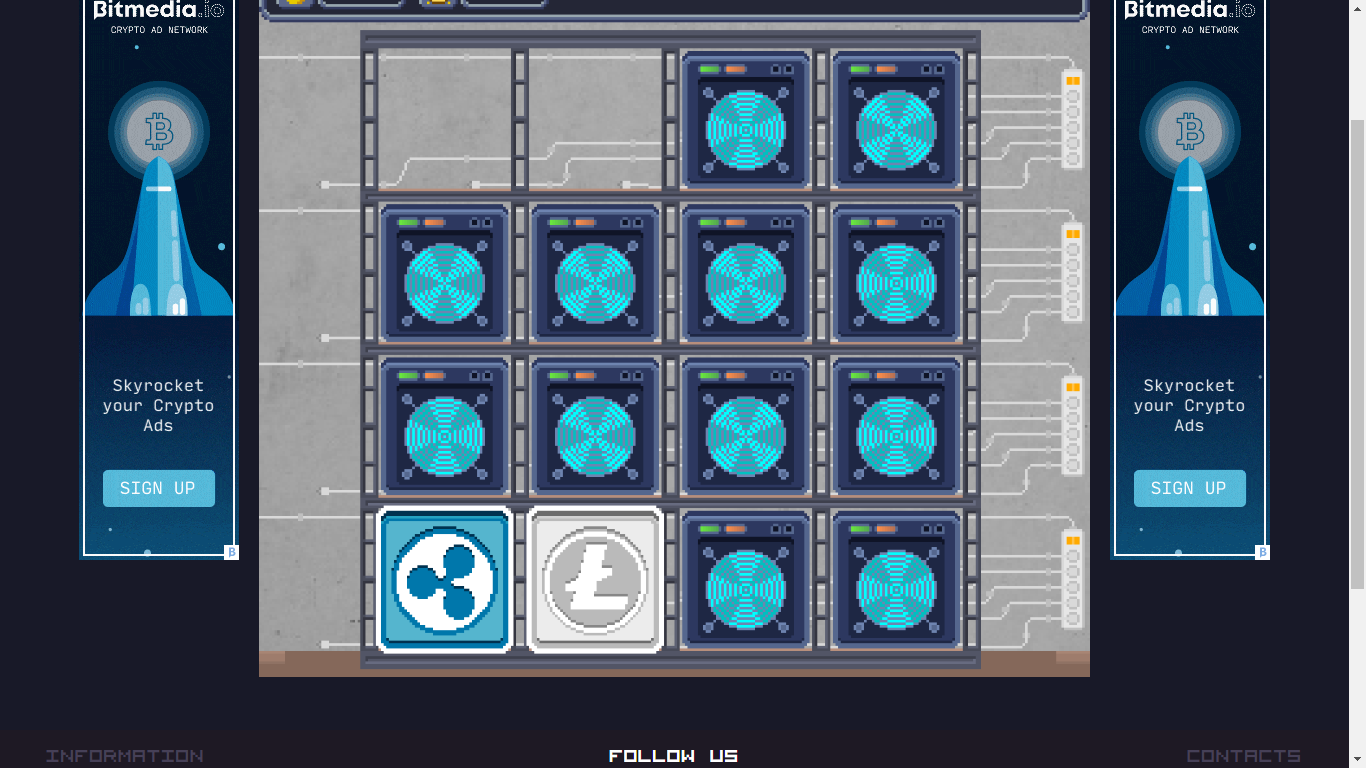 Bitmedia.io
CRYPTO AD NETWORK
Skyrocket
your Crypto
Ads
SIGN UP
Bitmedia.io
CRYPTO AD NETWORK
Skyrocket
your Crypto
Ads
SIGN UP
INFORMATION
FOLLOW US
CONTACTS